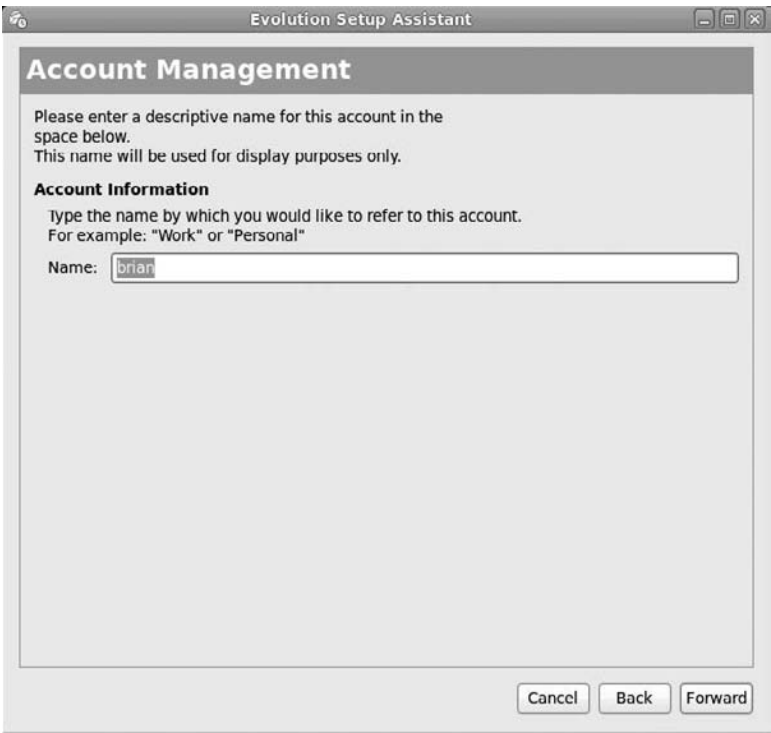 Evolution Setup Assistant
Account Management
Please enter a descriptive name for this account in the
space below.
This name will be used for display purposes only.
Account Information
Type the name by which you would like to refer to this account.
For example: "Work" or "Personal"
Name: brian
Cancel Back Forward